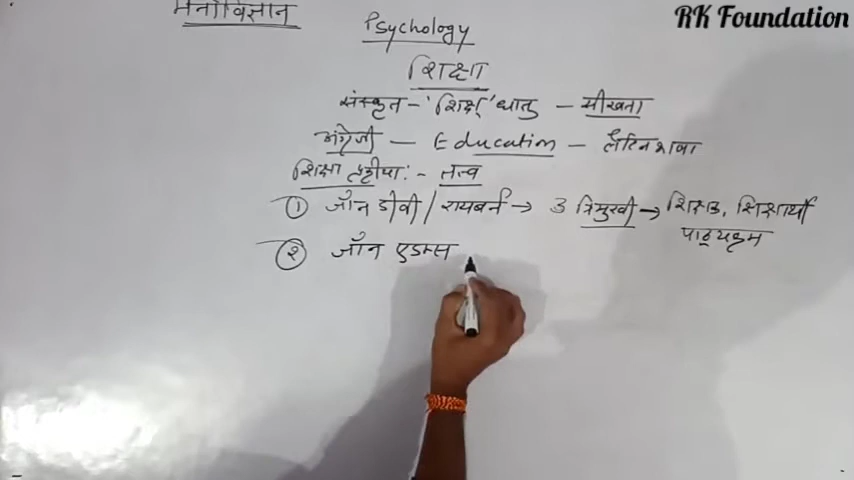 RK Foundation
मनोविज्ञान
Psychology
शिक्षा
संस्कृत - 'शिक्ष्' धातु - सीखना
अंग्रेजी - Education - लैटिन भाषा
शिक्षा :- तत्व
① जॉन डीवी / रायबर्न → 3 त्रिमुखी → शिक्षक, शिक्षार्थी
पाठ्यक्रम
② जॉन एडम्स